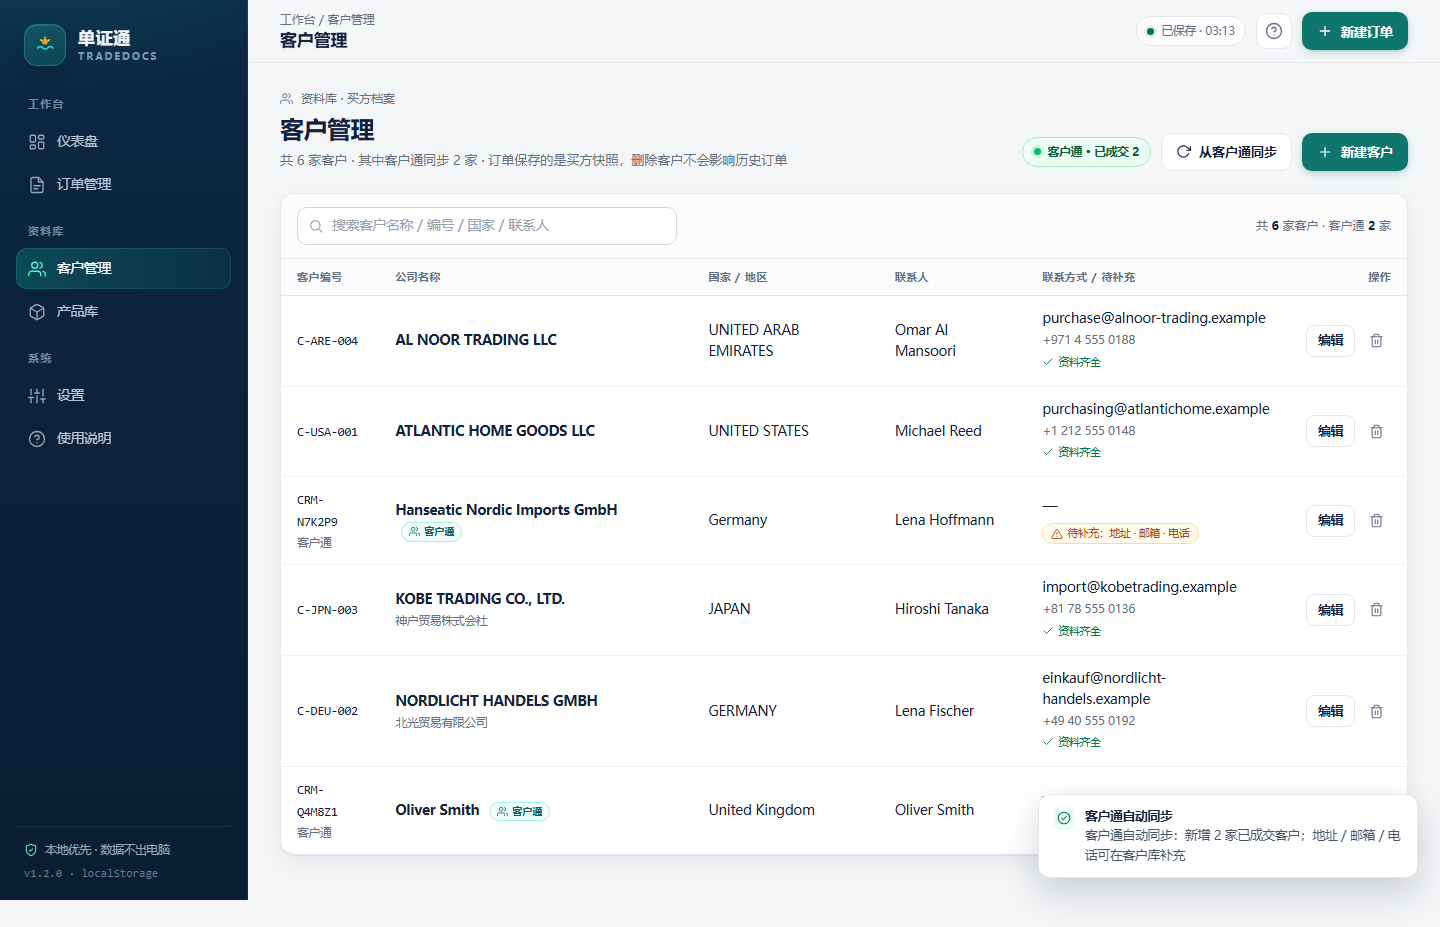 单证通
TRADEDOCS
工作台
仪表盘
订单管理
资料库
客户管理
产品库
系统
设置
使用说明
本地优先 · 数据不出电脑
v1.2.0 · localStorage
工作台 / 客户管理
客户管理
已保存 · 03:13
新建订单
资料库 · 买方档案
客户管理
共 6 家客户 · 其中客户通同步 2 家 · 订单保存的是买方快照，删除客户不会影响历史订单
客户通 • 已成交 2
从客户通同步
新建客户
搜索客户名称 / 编号 / 国家 / 联系人
共 6 家客户 · 客户通 2 家
客户编号 公司名称 国家 / 地区 联系人 联系方式 / 待补充 操作
C-ARE-004
AL NOOR TRADING LLC
UNITED ARAB
EMIRATES
Omar Al
Mansoori
purchase@alnoor-trading.example
+971 4 555 0188
资料齐全
编辑
C-USA-001
ATLANTIC HOME GOODS LLC
UNITED STATES
Michael Reed
purchasing@atlantichome.example
+1 212 555 0148
资料齐全
编辑
CRM-
N7K2P9
客户通
Hanseatic Nordic Imports GmbH
客户通
Germany
Lena Hoffmann
—
待补充：地址 · 邮箱 · 电话
编辑
C-JPN-003
KOBE TRADING CO., LTD.
神户贸易株式会社
JAPAN
Hiroshi Tanaka
import@kobetrading.example
+81 78 555 0136
资料齐全
编辑
C-DEU-002
NORDLICHT HANDELS GMBH
北光贸易有限公司
GERMANY
Lena Fischer
einkauf@nordlicht-
handels.example
+49 40 555 0192
资料齐全
编辑
CRM-
Q4M8Z1
客户通
Oliver Smith 客户通
United Kingdom
Oliver Smith
客户通自动同步
客户通自动同步：新增 2 家已成交客户；地址 / 邮箱 / 电
话可在客户库补充